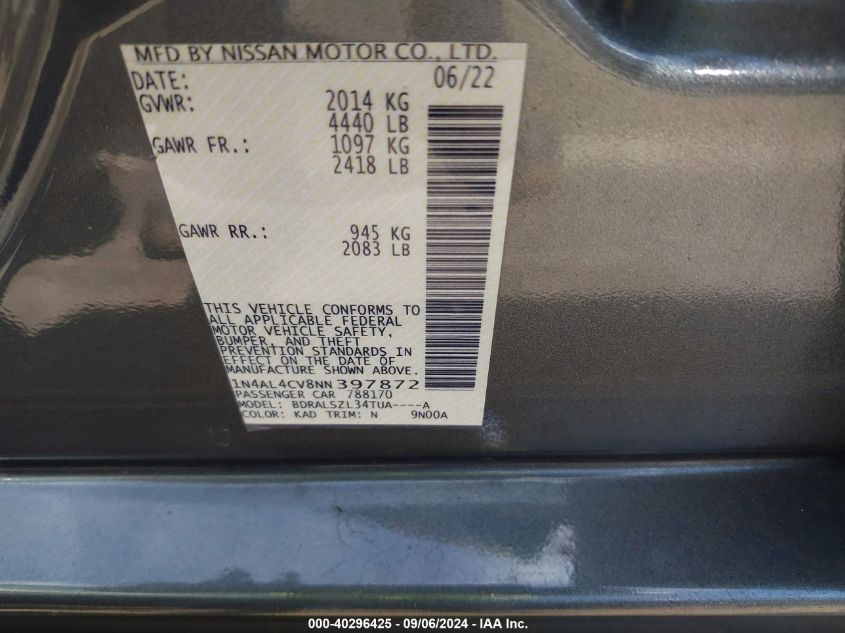 MFD BY NISSAN MOTOR CO., LTD.
DATE: 06/22
GVWR: 2014 KG
4440 LB
GAWR FR.: 1097 KG
2418 LB
GAWR RR.: 945 KG
2083 LB
THIS VEHICLE CONFORMS TO
ALL APPLICABLE FEDERAL
MOTOR VEHICLE SAFETY,
BUMPER, AND THEFT
PREVENTION STANDARDS IN
EFFECT ON THE DATE OF
MANUFACTURE SHOWN ABOVE.
1N4AL4CV8NN 397872
PASSENGER CAR 788170
MODEL: BDRALSZL34TUA----A
COLOR: KAD TRIM: N 9N00A
000-40296425 - 09/06/2024 - IAA Inc.